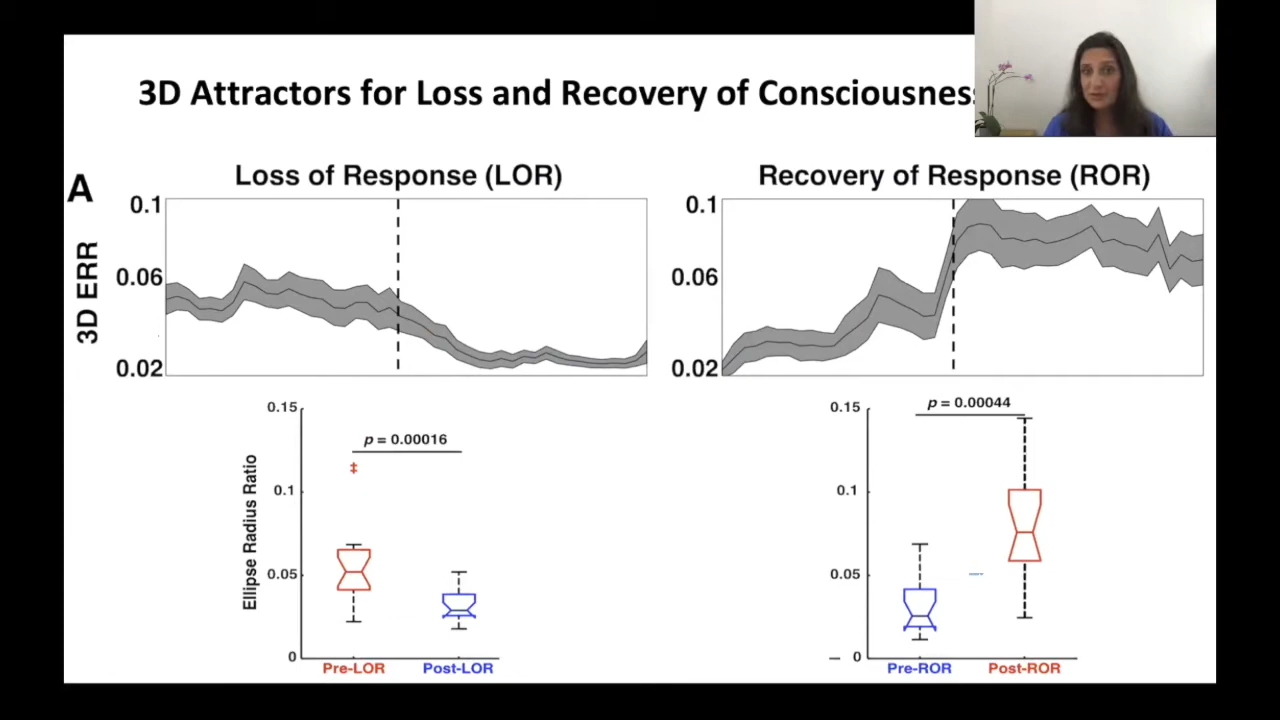 3D Attractors for Loss and Recovery of Consciousness
A
Loss of Response (LOR)
Recovery of Response (ROR)
3D ERR
0.1
0.06
0.02
0.1
0.06
0.02
Ellipse Radius Ratio
0.15
0.1
0.05
0
p = 0.00016
Pre-LOR
Post-LOR
0.15
0.1
0.05
0
p = 0.00044
Pre-ROR
Post-ROR